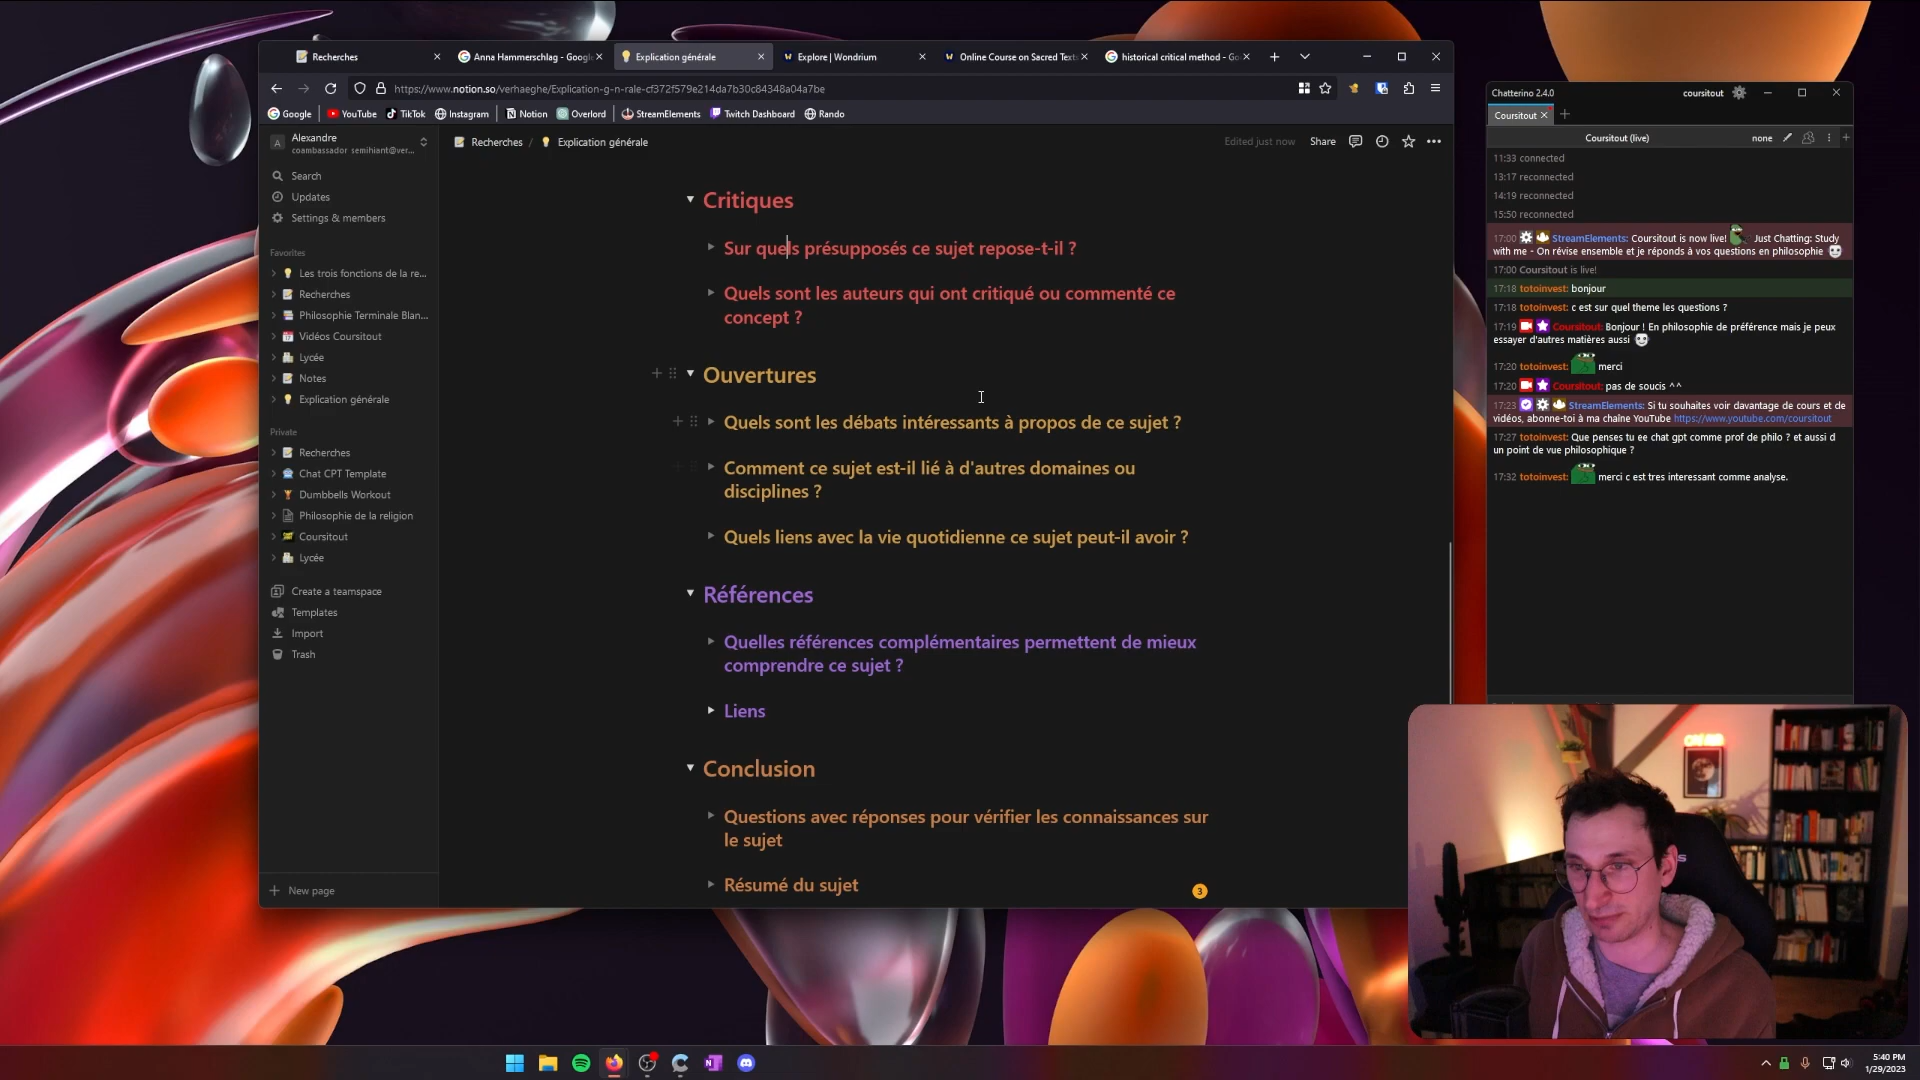 Recherches
Anna Hammerschlag - Google
Explication générale
Explore | Wondrium
Online Course on Sacred Text
historical critical method - Go
https://www.notion.so/verhaeghe/Explication-g-n-rale-cf372f579e214da7b30c84348a04a7be
Google
YouTube
TikTok
Instagram
Notion
Overlord
StreamElements
Twitch Dashboard
Rando
A
Alexandre
coambassador_semihiant@ver...
Search
Updates
Settings & members
Favorites
Les trois fonctions de la re...
Recherches
Philosophie Terminale Blan...
Vidéos Coursitout
Lycée
Notes
Explication générale
Private
Recherches
Chat CPT Template
Dumbbells Workout
Philosophie de la religion
Coursitout
Lycée
Create a teamspace
Templates
Import
Trash
New page
Recherches / Explication générale
Edited just now
Share
Critiques
Sur quels présupposés ce sujet repose-t-il ?
Quels sont les auteurs qui ont critiqué ou commenté ce
concept ?
Ouvertures
Quels sont les débats intéressants à propos de ce sujet ?
Comment ce sujet est-il lié à d'autres domaines ou
disciplines ?
Quels liens avec la vie quotidienne ce sujet peut-il avoir ?
Références
Quelles références complémentaires permettent de mieux
comprendre ce sujet ?
Liens
Conclusion
Questions avec réponses pour vérifier les connaissances sur
le sujet
Résumé du sujet
3
Chatterino 2.4.0
coursitout
Coursitout
Coursitout (live)
none
11:33 connected
13:17 reconnected
14:19 reconnected
15:50 reconnected
17:00 StreamElements: Coursitout is now live! Just Chatting: Study
with me - On révise ensemble et je réponds à vos questions en philosophie
17:00 Coursitout is live!
17:18 totoinvest: bonjour
17:18 totoinvest: c est sur quel theme les questions ?
17:19 Coursitout: Bonjour ! En philosophie de préférence mais je peux
essayer d'autres matières aussi
17:20 totoinvest: merci
17:20 Coursitout: pas de soucis ^^
17:23 StreamElements: Si tu souhaites voir davantage de cours et de
vidéos, abonne-toi à ma chaîne YouTube https://www.youtube.com/coursitout
17:27 totoinvest: Que penses tu ee chat gpt comme prof de philo ? et aussi d
un point de vue philosophique ?
17:32 totoinvest: merci c est tres interessant comme analyse.
5:40 PM
1/29/2023